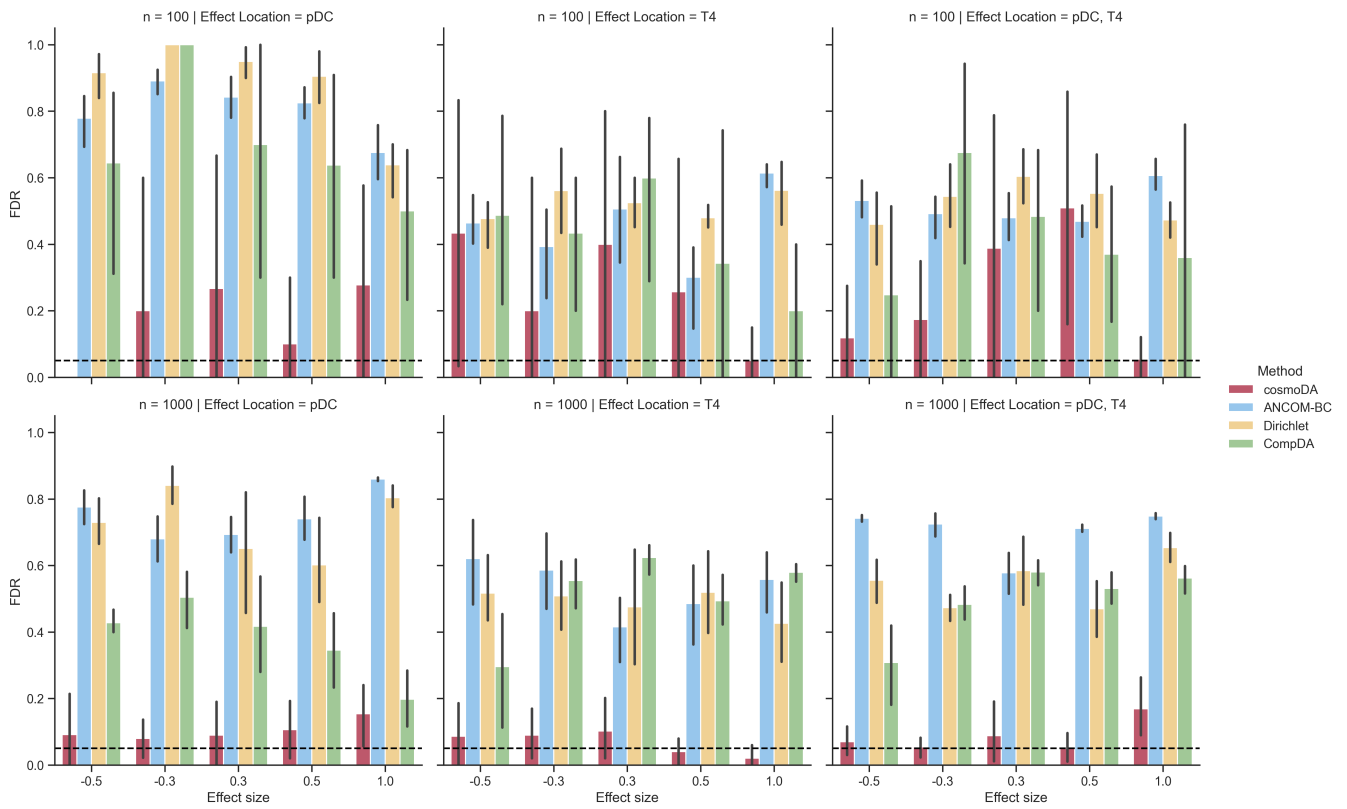 n = 100 | Effect Location = pDC
n = 100 | Effect Location = T4
n = 100 | Effect Location = pDC, T4
1.0
0.8
0.6
0.4
0.2
0.0
FDR
n = 1000 | Effect Location = pDC
n = 1000 | Effect Location = T4
n = 1000 | Effect Location = pDC, T4
1.0
0.8
0.6
0.4
0.2
0.0
FDR
-0.5 -0.3 0.3 0.5 1.0
Effect size
-0.5 -0.3 0.3 0.5 1.0
Effect size
-0.5 -0.3 0.3 0.5 1.0
Effect size
Method
cosmoDA
ANCOM-BC
Dirichlet
CompDA